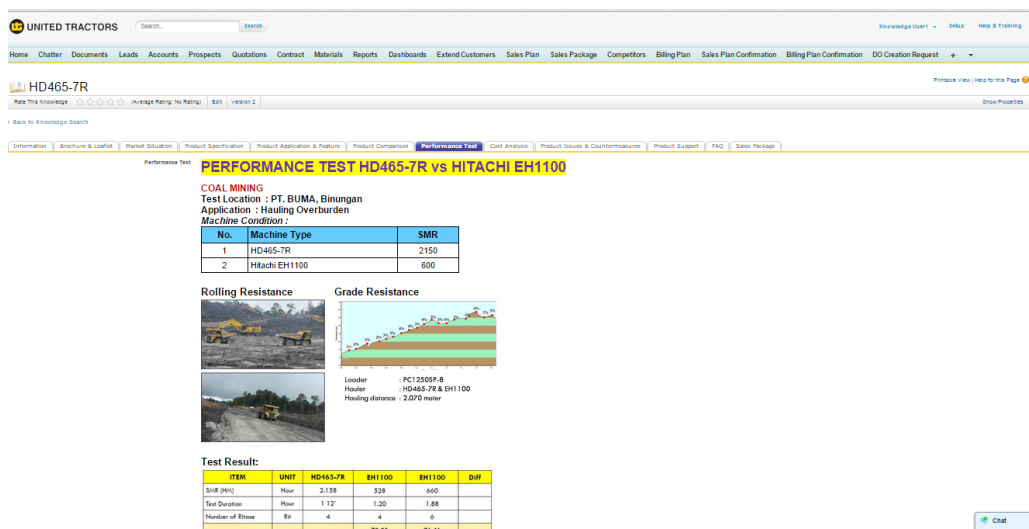 UNITED TRACTORS
Search...
Search
Knowledge User1
Setup
Help & Training
Home Chatter Documents Leads Accounts Prospects Quotations Contract Materials Reports Dashboards Extend Customers Sales Plan Sales Package Competitors Billing Plan Sales Plan Confirmation Billing Plan Confirmation DO Creation Request +
HD465-7R
Printable View | Help for this Page
Rate This Knowledge (Average Rating: No Rating) Edit Version 2
Show Properties
Back to Knowledge Search
Information Brochure & Leaflet Market Situation Product Specification Product Application & Feature Product Comparison Performance Test Cost Analysis Product Issues & Countermeasures Product Support FAQ Sales Package
Performance Test
PERFORMANCE TEST HD465-7R vs HITACHI EH1100
COAL MINING
Test Location : PT. BUMA, Binungan
Application : Hauling Overburden
Machine Condition :
No. Machine Type SMR
1 HD465-7R 2150
2 Hitachi EH1100 600
Rolling Resistance Grade Resistance
Loader : PC1250SP-8
Hauler : HD465-7R & EH1100
Hauling distance : 2.070 meter
Test Result:
ITEM UNIT HD465-7R EH1100 EH1100 Diff
SMR (HM) Hour 2.158 528 660
Test Duration Hour 1 12' 1.20 1.88
Number of Ritase Rit 4 4 6
Chat